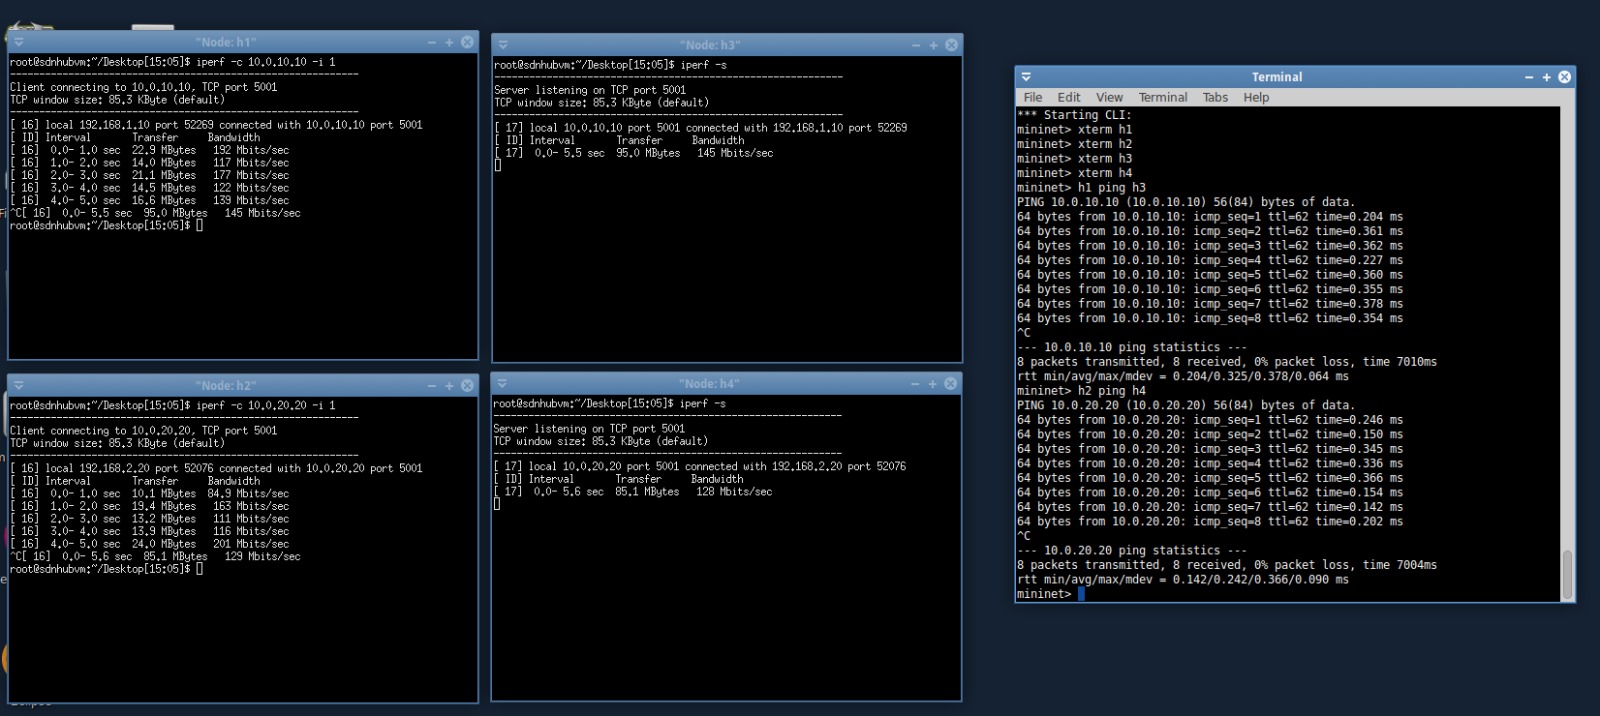 "Node: h1"
root@sdnhubvm:~/Desktop[15:05]$ iperf -c 10.0.10.10 -i 1
------------------------------------------------------------
Client connecting to 10.0.10.10, TCP port 5001
TCP window size: 85.3 KByte (default)
------------------------------------------------------------
[ 16] local 192.168.1.10 port 52269 connected with 10.0.10.10 port 5001
[ ID] Interval       Transfer     Bandwidth
[ 16]  0.0- 1.0 sec  22.9 MBytes   192 Mbits/sec
[ 16]  1.0- 2.0 sec  14.0 MBytes   117 Mbits/sec
[ 16]  2.0- 3.0 sec  21.1 MBytes   177 Mbits/sec
[ 16]  3.0- 4.0 sec  14.5 MBytes   122 Mbits/sec
[ 16]  4.0- 5.0 sec  16.6 MBytes   139 Mbits/sec
^C[ 16]  0.0- 5.5 sec  95.0 MBytes   145 Mbits/sec
root@sdnhubvm:~/Desktop[15:05]$
"Node: h3"
root@sdnhubvm:~/Desktop[15:05]$ iperf -s
------------------------------------------------------------
Server listening on TCP port 5001
TCP window size: 85.3 KByte (default)
------------------------------------------------------------
[ 17] local 10.0.10.10 port 5001 connected with 192.168.1.10 port 52269
[ ID] Interval       Transfer     Bandwidth
[ 17]  0.0- 5.5 sec  95.0 MBytes   145 Mbits/sec
"Node: h2"
root@sdnhubvm:~/Desktop[15:05]$ iperf -c 10.0.20.20 -i 1
------------------------------------------------------------
Client connecting to 10.0.20.20, TCP port 5001
TCP window size: 85.3 KByte (default)
------------------------------------------------------------
[ 16] local 192.168.2.20 port 52076 connected with 10.0.20.20 port 5001
[ ID] Interval       Transfer     Bandwidth
[ 16]  0.0- 1.0 sec  10.1 MBytes  84.9 Mbits/sec
[ 16]  1.0- 2.0 sec  19.4 MBytes   163 Mbits/sec
[ 16]  2.0- 3.0 sec  13.2 MBytes   111 Mbits/sec
[ 16]  3.0- 4.0 sec  13.9 MBytes   116 Mbits/sec
[ 16]  4.0- 5.0 sec  24.0 MBytes   201 Mbits/sec
^C[ 16]  0.0- 5.6 sec  85.1 MBytes   129 Mbits/sec
root@sdnhubvm:~/Desktop[15:05]$
"Node: h4"
root@sdnhubvm:~/Desktop[15:05]$ iperf -s
------------------------------------------------------------
Server listening on TCP port 5001
TCP window size: 85.3 KByte (default)
------------------------------------------------------------
[ 17] local 10.0.20.20 port 5001 connected with 192.168.2.20 port 52076
[ ID] Interval       Transfer     Bandwidth
[ 17]  0.0- 5.6 sec  85.1 MBytes   128 Mbits/sec
Terminal
File Edit View Terminal Tabs Help
*** Starting CLI:
mininet> xterm h1
mininet> xterm h2
mininet> xterm h3
mininet> xterm h4
mininet> h1 ping h3
PING 10.0.10.10 (10.0.10.10) 56(84) bytes of data.
64 bytes from 10.0.10.10: icmp_seq=1 ttl=62 time=0.204 ms
64 bytes from 10.0.10.10: icmp_seq=2 ttl=62 time=0.361 ms
64 bytes from 10.0.10.10: icmp_seq=3 ttl=62 time=0.362 ms
64 bytes from 10.0.10.10: icmp_seq=4 ttl=62 time=0.227 ms
64 bytes from 10.0.10.10: icmp_seq=5 ttl=62 time=0.360 ms
64 bytes from 10.0.10.10: icmp_seq=6 ttl=62 time=0.355 ms
64 bytes from 10.0.10.10: icmp_seq=7 ttl=62 time=0.378 ms
64 bytes from 10.0.10.10: icmp_seq=8 ttl=62 time=0.354 ms
^C
--- 10.0.10.10 ping statistics ---
8 packets transmitted, 8 received, 0% packet loss, time 7010ms
rtt min/avg/max/mdev = 0.204/0.325/0.378/0.064 ms
mininet> h2 ping h4
PING 10.0.20.20 (10.0.20.20) 56(84) bytes of data.
64 bytes from 10.0.20.20: icmp_seq=1 ttl=62 time=0.246 ms
64 bytes from 10.0.20.20: icmp_seq=2 ttl=62 time=0.150 ms
64 bytes from 10.0.20.20: icmp_seq=3 ttl=62 time=0.345 ms
64 bytes from 10.0.20.20: icmp_seq=4 ttl=62 time=0.336 ms
64 bytes from 10.0.20.20: icmp_seq=5 ttl=62 time=0.366 ms
64 bytes from 10.0.20.20: icmp_seq=6 ttl=62 time=0.154 ms
64 bytes from 10.0.20.20: icmp_seq=7 ttl=62 time=0.142 ms
64 bytes from 10.0.20.20: icmp_seq=8 ttl=62 time=0.202 ms
^C
--- 10.0.20.20 ping statistics ---
8 packets transmitted, 8 received, 0% packet loss, time 7004ms
rtt min/avg/max/mdev = 0.142/0.242/0.366/0.090 ms
mininet>